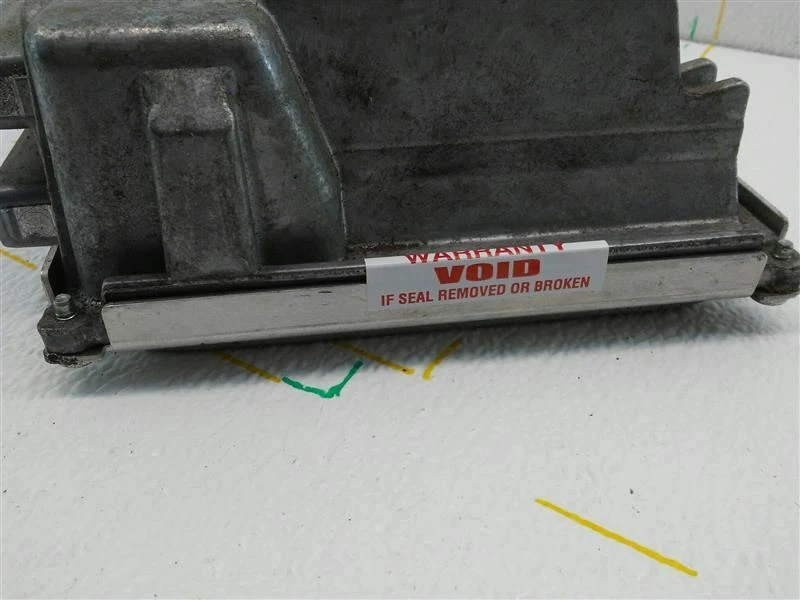 WARRANTY
VOID
IF SEAL REMOVED OR BROKEN